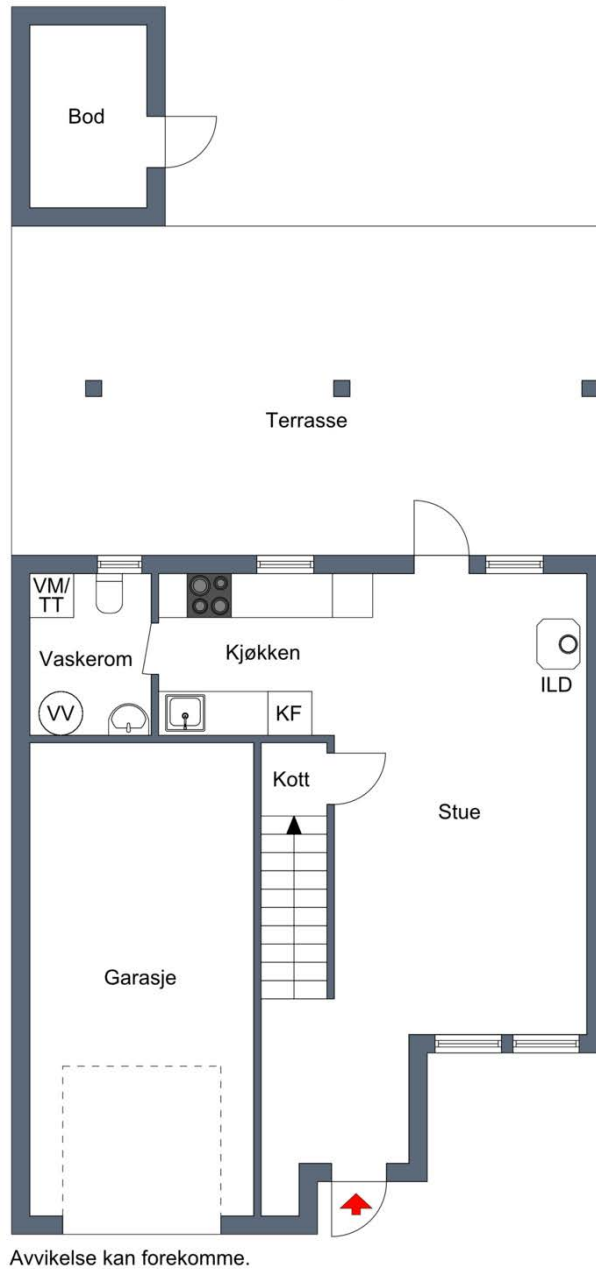 Bod
Terrasse
VM/
TT
Vaskerom
Kjøkken
ILD
VV
KF
Kott
Stue
Garasje
Avvikelse kan forekomme.